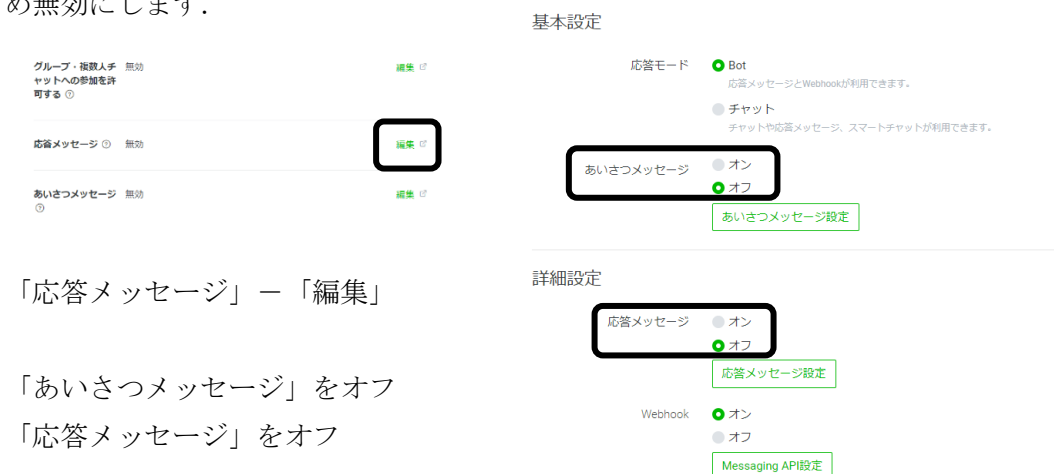 め無効にします.
グループ・複数人チ
ャットへの参加を許
可する ?
無効
編集
応答メッセージ ? 無効 編集
あいさつメッセージ 無効 編集
?
「応答メッセージ」－「編集」
「あいさつメッセージ」をオフ
「応答メッセージ」をオフ
基本設定
応答モード Bot
応答メッセージとWebhookが利用できます。
チャット
チャットや応答メッセージ、スマートチャットが利用できます。
あいさつメッセージ オン
オフ
あいさつメッセージ設定
詳細設定
応答メッセージ オン
オフ
応答メッセージ設定
Webhook オン
オフ
Messaging API設定